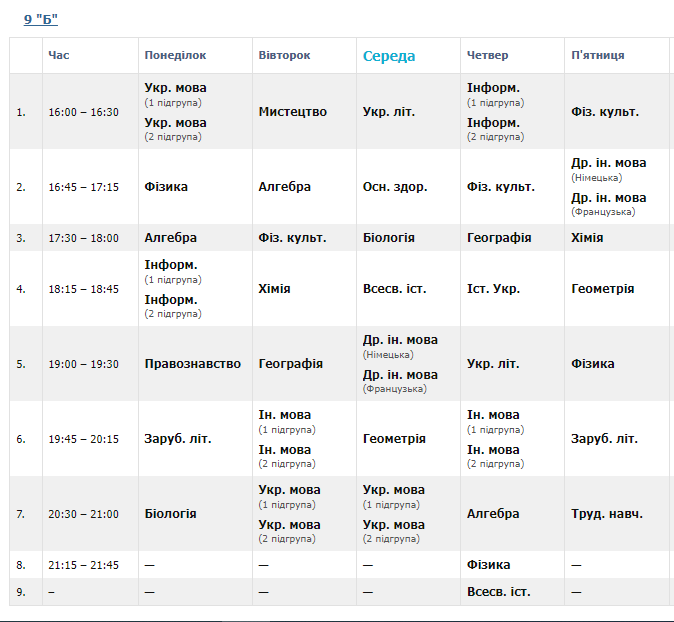 9 "Б"
Час Понеділок Вівторок Середа Четвер П'ятниця
1. 16:00 – 16:30 Укр. мова (1 підгрупа) Укр. мова (2 підгрупа) Мистецтво Укр. літ. Інформ. (1 підгрупа) Інформ. (2 підгрупа) Фіз. культ.
2. 16:45 – 17:15 Фізика Алгебра Осн. здор. Фіз. культ. Др. ін. мова (Німецька) Др. ін. мова (Французька)
3. 17:30 – 18:00 Алгебра Фіз. культ. Біологія Географія Хімія
4. 18:15 – 18:45 Інформ. (1 підгрупа) Інформ. (2 підгрупа) Хімія Всесв. іст. Іст. Укр. Геометрія
5. 19:00 – 19:30 Правознавство Географія Др. ін. мова (Німецька) Др. ін. мова (Французька) Укр. літ. Фізика
6. 19:45 – 20:15 Заруб. літ. Ін. мова (1 підгрупа) Ін. мова (2 підгрупа) Геометрія Ін. мова (1 підгрупа) Ін. мова (2 підгрупа) Заруб. літ.
7. 20:30 – 21:00 Біологія Укр. мова (1 підгрупа) Укр. мова (2 підгрупа) Укр. мова (1 підгрупа) Укр. мова (2 підгрупа) Алгебра Труд. навч.
8. 21:15 – 21:45 — — — Фізика —
9. – — — — Всесв. іст. —